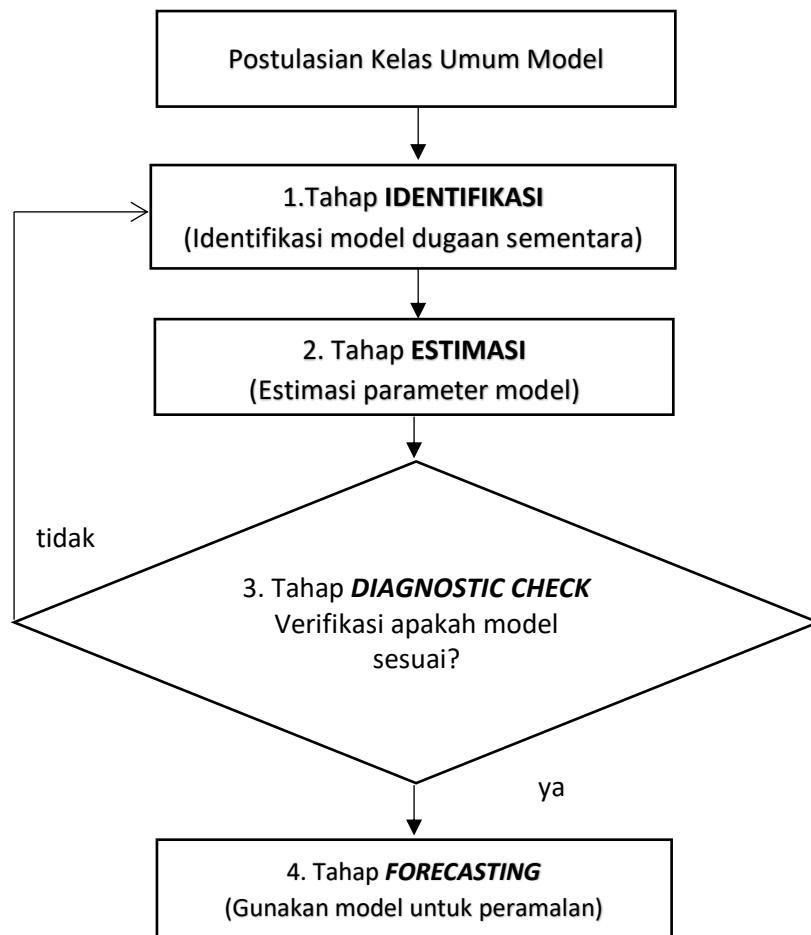 Postulasian Kelas Umum Model
1.Tahap IDENTIFIKASI
(Identifikasi model dugaan sementara)
2. Tahap ESTIMASI
(Estimasi parameter model)
tidak
3. Tahap DIAGNOSTIC CHECK
Verifikasi apakah model
sesuai?
ya
4. Tahap FORECASTING
(Gunakan model untuk peramalan)